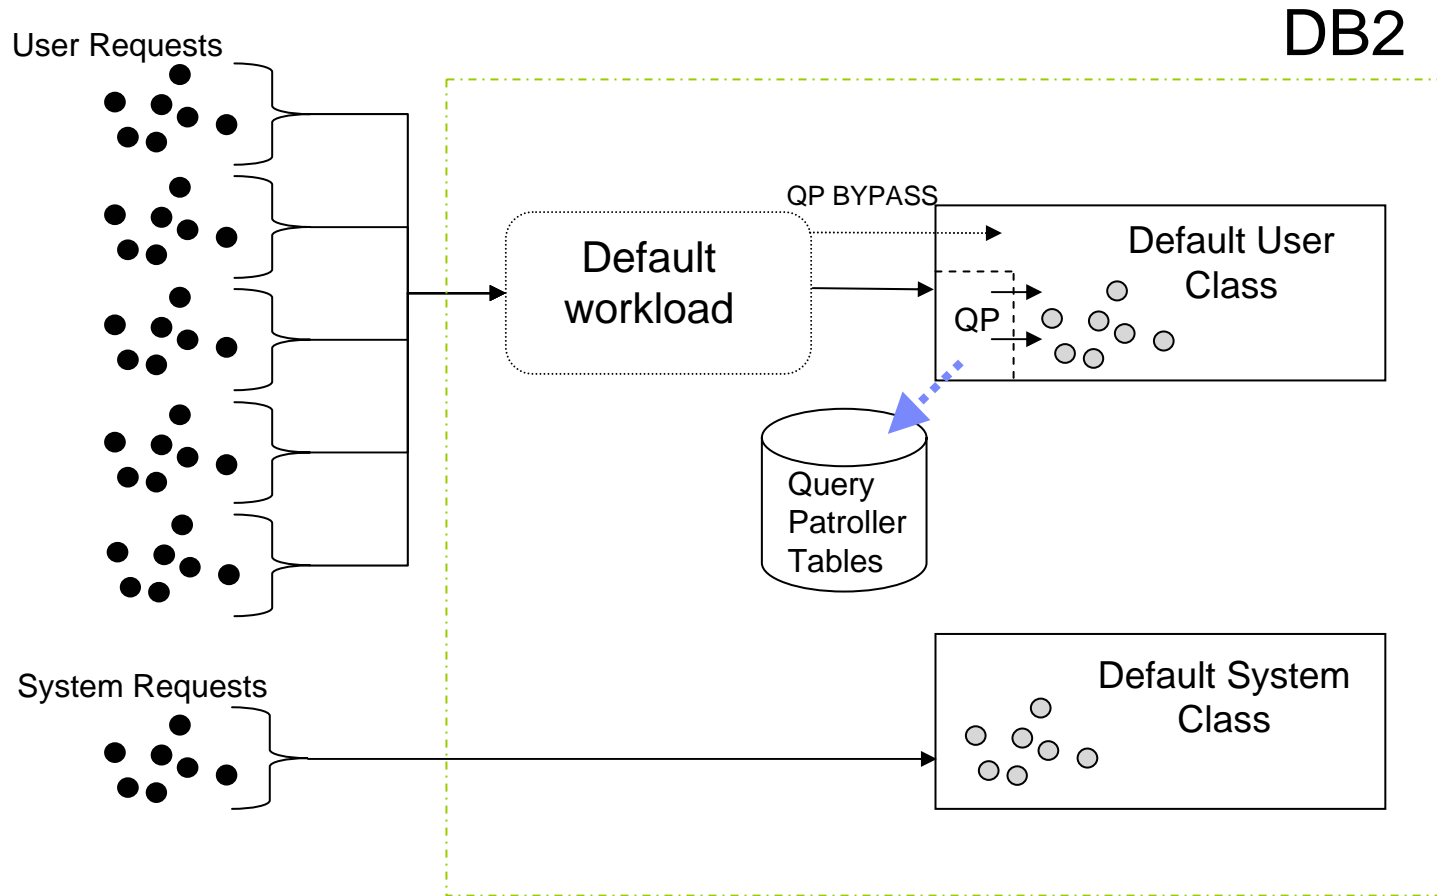 DB2
User Requests
QP BYPASS
Default
workload
Default User
Class
QP
Query
Patroller
Tables
System Requests
Default System
Class